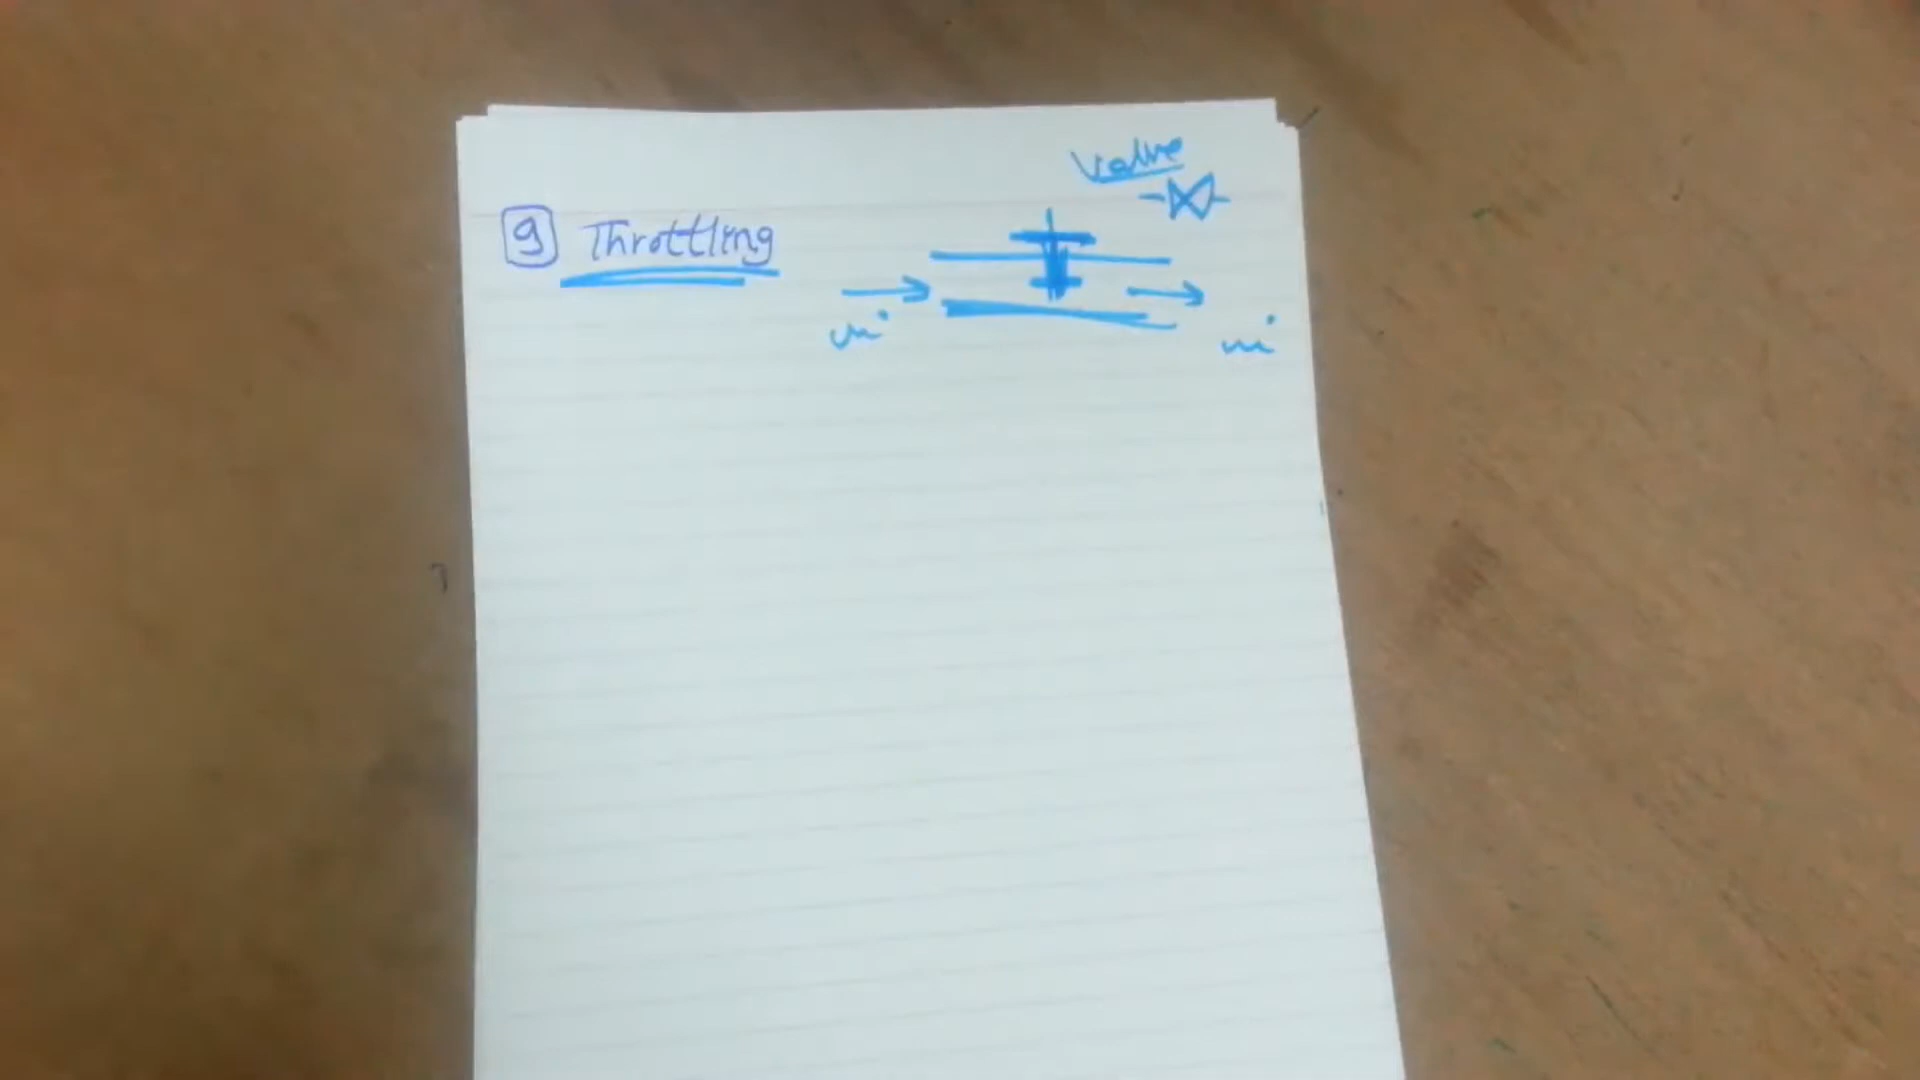 Valve
9 Throttling
ṁ ṁ